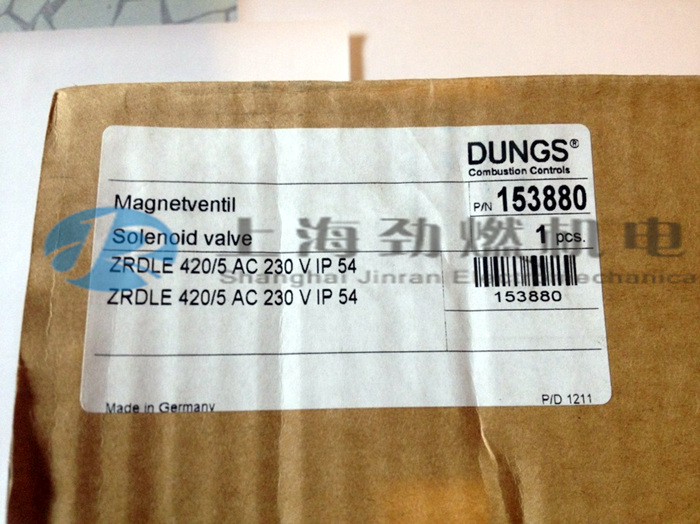 DUNGS®
Combustion Controls
Magnetventil
P/N 153880
Solenoid valve
1 pcs.
上海劲燃机电
ZRDLE 420/5 AC 230 V IP 54
Shanghai Jinran Mechanica
ZRDLE 420/5 AC 230 V IP 54
153880
Made in Germany
P/D 1211